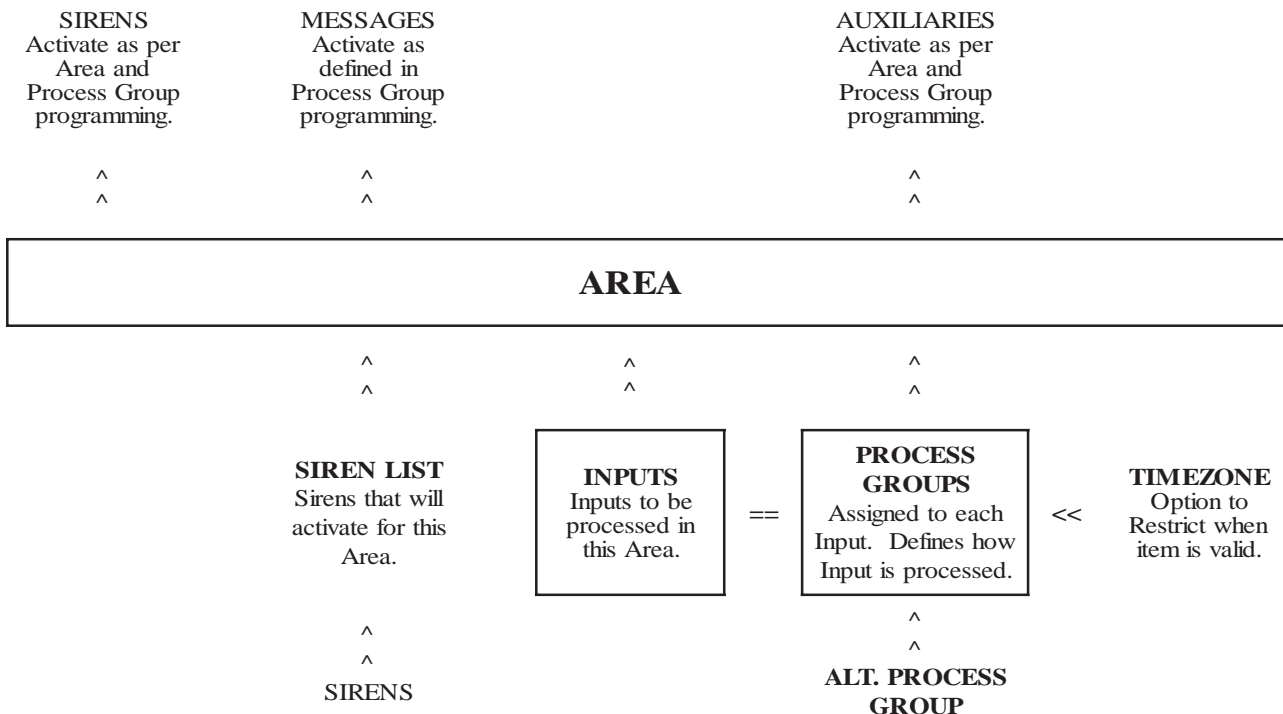 SIRENS
Activate as per
Area and
Process Group
programming.
MESSAGES
Activate as
defined in
Process Group
programming.
AUXILIARIES
Activate as per
Area and
Process Group
programming.
^ ^ ^
^ ^ ^
AREA
^ ^ ^
^ ^ ^
SIREN LIST
Sirens that will
activate for this
Area.
INPUTS
Inputs to be
processed in
this Area.
==
PROCESS
GROUPS
Assigned to each
Input. Defines how
Input is processed.
<<
TIMEZONE
Option to
Restrict when
item is valid.
^ ^
^ ^
SIRENS
ALT. PROCESS
GROUP